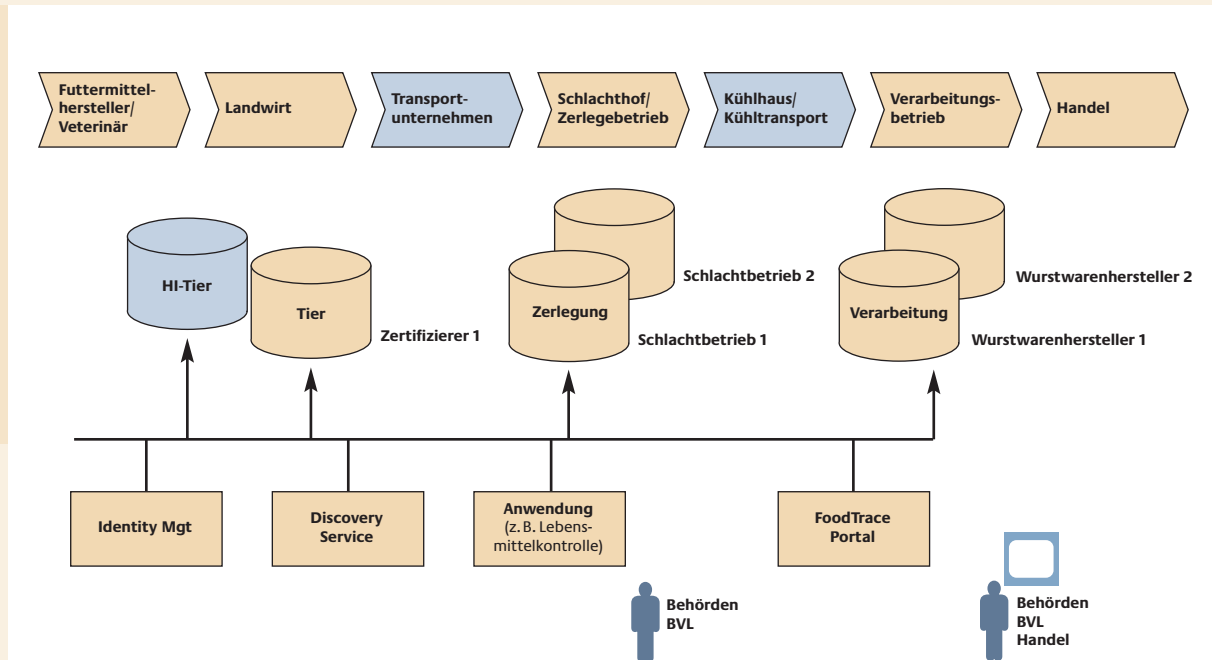 Futtermittel-
hersteller/
Veterinär
Landwirt
Transport-
unternehmen
Schlachthof/
Zerlegebetrieb
Kühlhaus/
Kühltransport
Verarbeitungs-
betrieb
Handel
HI-Tier
Tier
Zertifizierer 1
Zerlegung
Schlachtbetrieb 2
Schlachtbetrieb 1
Verarbeitung
Wurstwarenhersteller 2
Wurstwarenhersteller 1
Identity Mgt
Discovery
Service
Anwendung
(z. B. Lebens-
mittelkontrolle)
FoodTrace
Portal
Behörden
BVL
Behörden
BVL
Handel